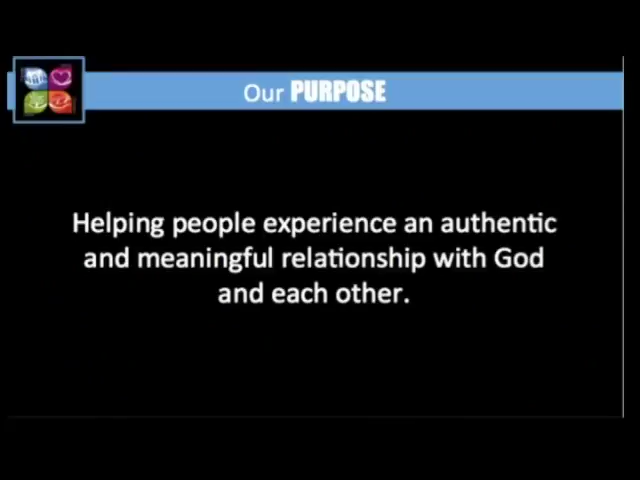 Our PURPOSE
Helping people experience an authentic
and meaningful relationship with God
and each other.